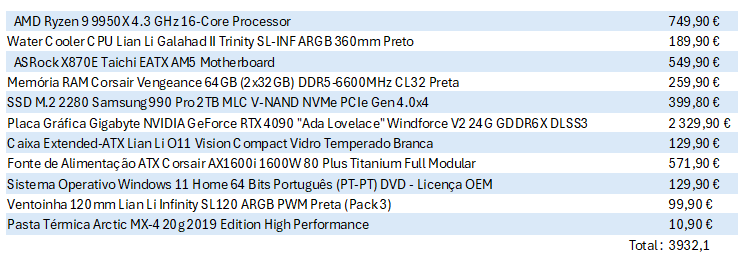 AMD Ryzen 9 9950X 4.3 GHz 16-Core Processor 749,90 €
Water Cooler CPU Lian Li Galahad II Trinity SL-INF ARGB 360mm Preto 189,90 €
ASRock X870E Taichi EATX AM5 Motherboard 549,90 €
Memória RAM Corsair Vengeance 64GB (2x32GB) DDR5-6600MHz CL32 Preta 259,90 €
SSD M.2 2280 Samsung 990 Pro 2TB MLC V-NAND NVMe PCIe Gen 4.0x4 399,80 €
Placa Gráfica Gigabyte NVIDIA GeForce RTX 4090 "Ada Lovelace" Windforce V2 24G GDDR6X DLSS3 2 329,90 €
Caixa Extended-ATX Lian Li O11 Vision Compact Vidro Temperado Branca 129,90 €
Fonte de Alimentação ATX Corsair AX1600i 1600W 80 Plus Titanium Full Modular 571,90 €
Sistema Operativo Windows 11 Home 64 Bits Português (PT-PT) DVD - Licença OEM 129,90 €
Ventoinha 120mm Lian Li Infinity SL120 ARGB PWM Preta (Pack 3) 99,90 €
Pasta Térmica Arctic MX-4 20g 2019 Edition High Performance 10,90 €
Total : 3932,1